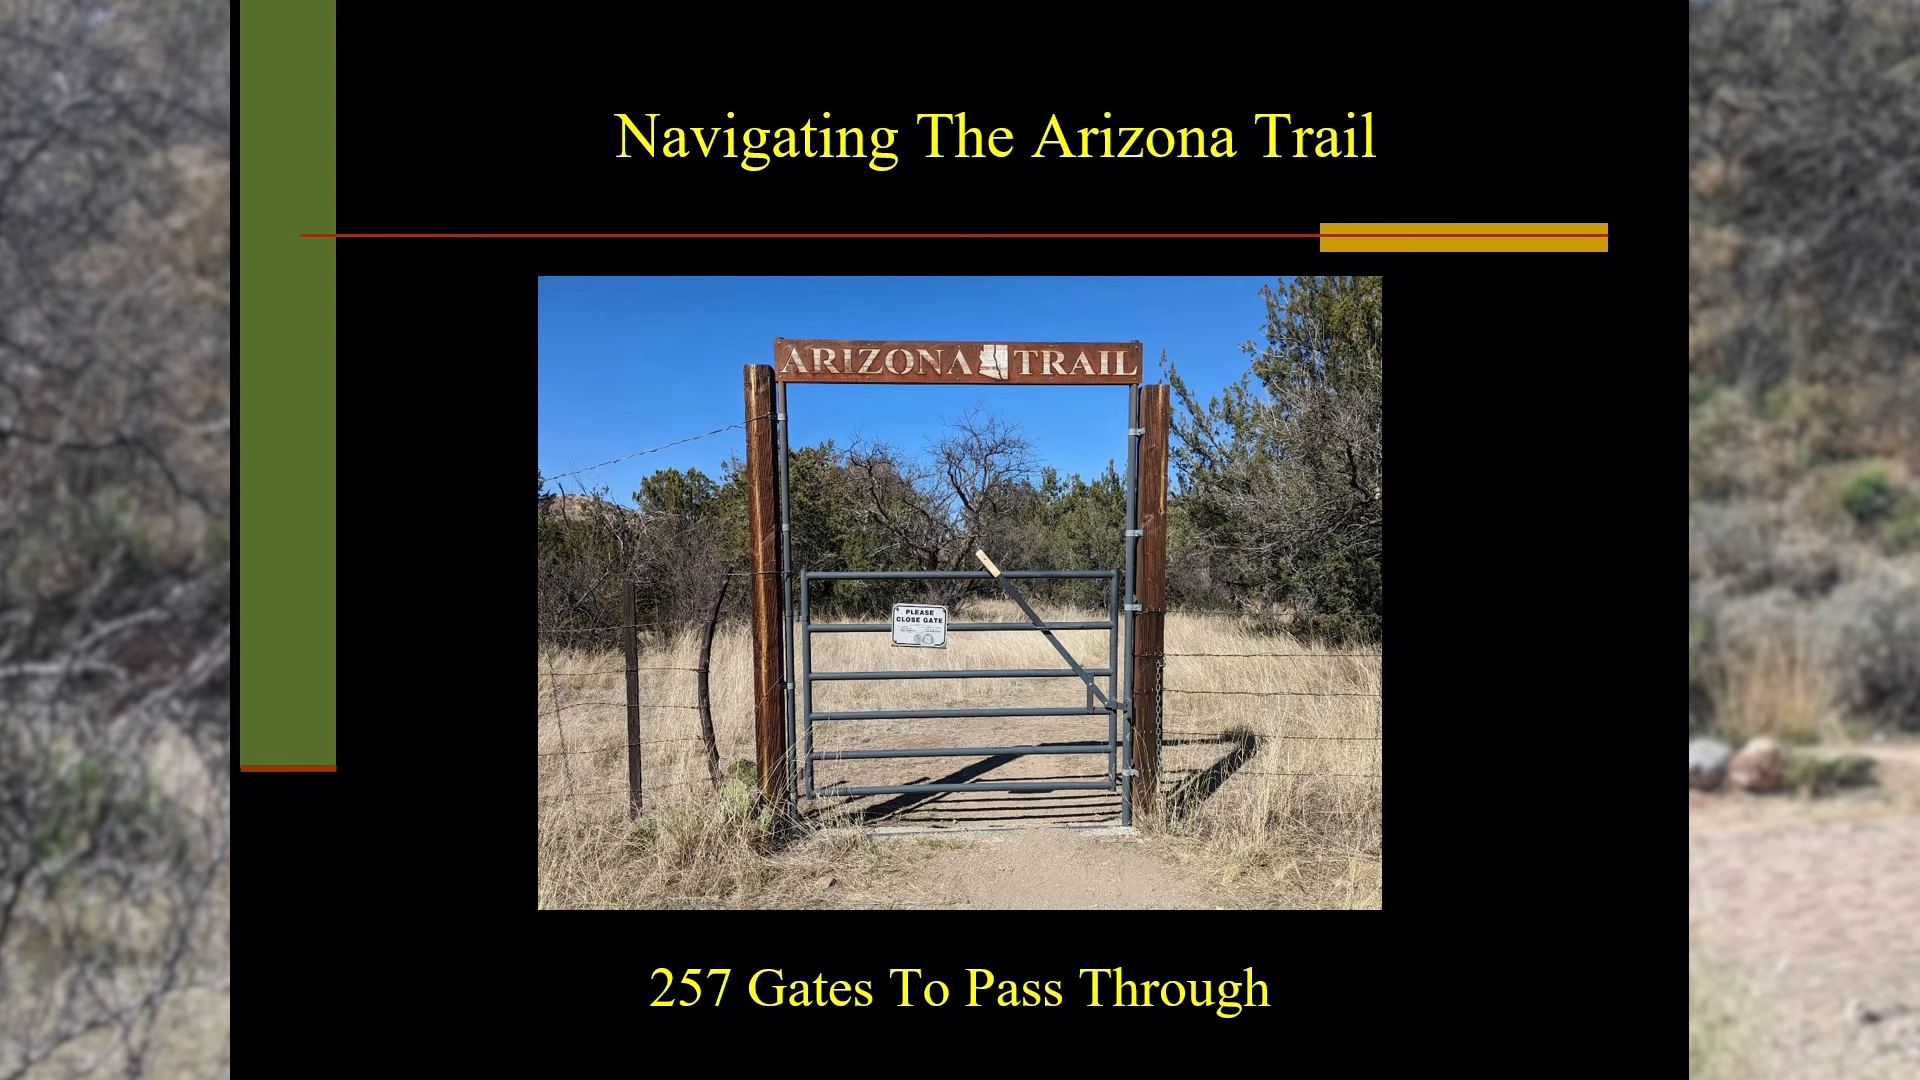 Navigating The Arizona Trail
ARIZONA TRAIL
PLEASE
CLOSE GATE
257 Gates To Pass Through